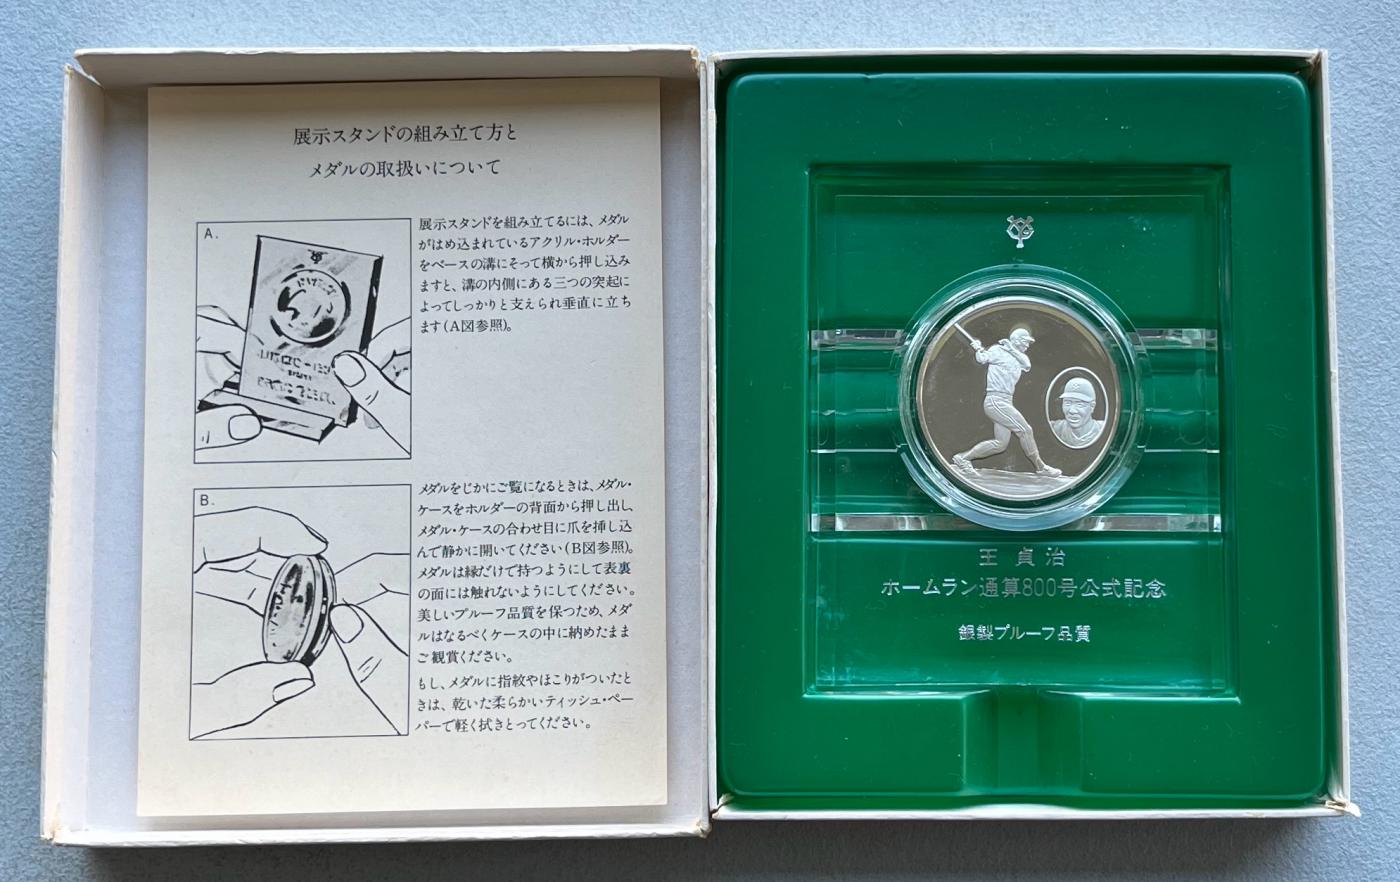 展示スタンドの組み立て方と
メダルの取扱いについて
A.
展示スタンドを組み立てるには、メダル
がはめ込まれているアクリル・ホルダー
をベースの溝にそって横から押し込み
ますと、溝の内側にある三つの突起に
よってしっかりと支えられ垂直に立ち
ます(A図参照)。
B.
メダルをじかにご覧になるときは、メダル・
ケースをホルダーの背面から押し出し、
メダル・ケースの合わせ目に爪を挿し込
んで静かに開いてください(B図参照)。
メダルは縁だけで持つようにして表裏
の面には触れないようにしてください。
美しいプルーフ品質を保つため、メダ
ルはなるべくケースの中に納めたまま
ご観賞ください。
もし、メダルに指紋やほこりがついたと
きは、乾いた柔らかいティッシュ・ペー
パーで軽く拭きとってください。
王 貞 治
ホームラン通算800号公式記念
銀製プルーフ品質